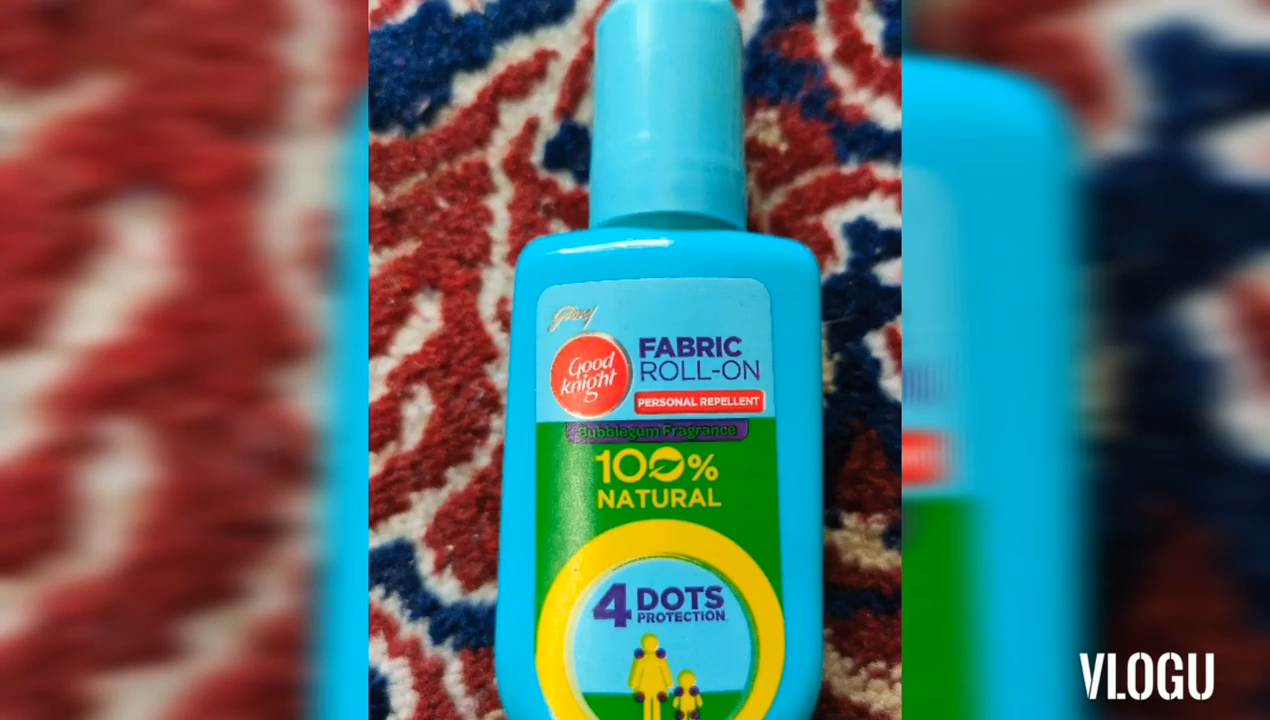 Godrej
Good
knight
FABRIC
ROLL-ON
PERSONAL REPELLENT
Bubblegum Fragrance
100%
NATURAL
4 DOTS
PROTECTION
VLOGU